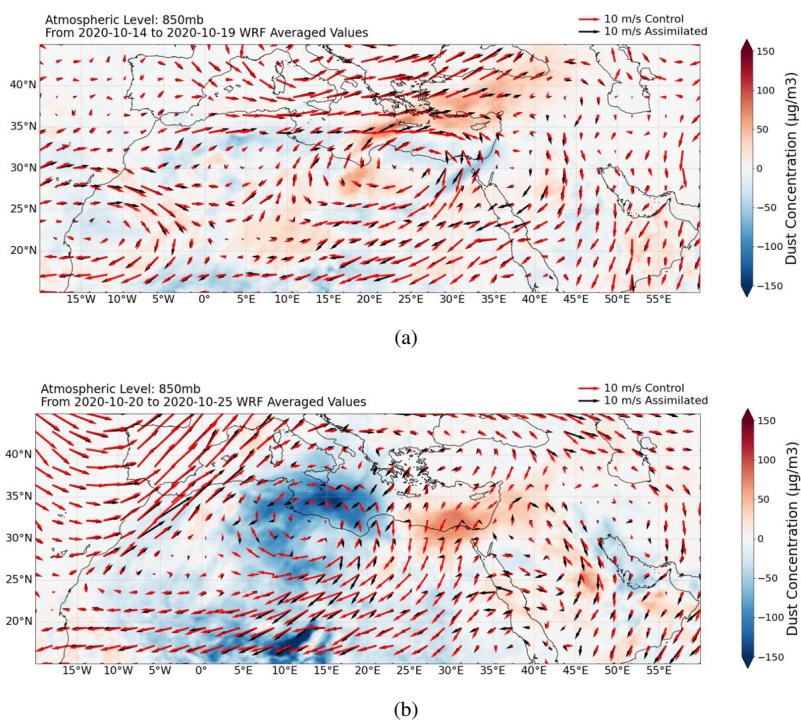 Atmospheric Level: 850mb
From 2020-10-14 to 2020-10-19 WRF Averaged Values
10 m/s Control
10 m/s Assimilated
40°N
35°N
30°N
25°N
20°N
15°W 10°W 5°W 0° 5°E 10°E 15°E 20°E 25°E 30°E 35°E 40°E 45°E 50°E 55°E
150
100
50
0
−50
−100
−150
Dust Concentration (μg/m3)
(a)
Atmospheric Level: 850mb
From 2020-10-20 to 2020-10-25 WRF Averaged Values
10 m/s Control
10 m/s Assimilated
40°N
35°N
30°N
25°N
20°N
15°W 10°W 5°W 0° 5°E 10°E 15°E 20°E 25°E 30°E 35°E 40°E 45°E 50°E 55°E
150
100
50
0
−50
−100
−150
Dust Concentration (μg/m3)
(b)